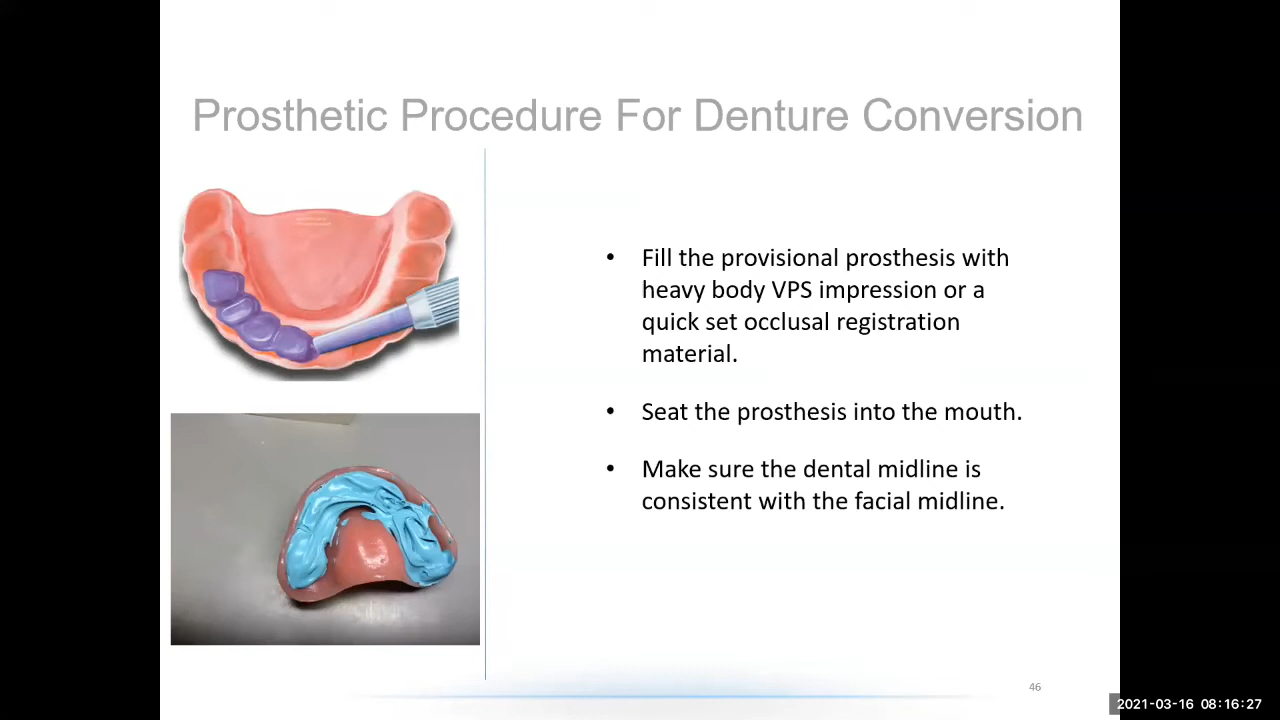 Prosthetic Procedure For Denture Conversion
• Fill the provisional prosthesis with
heavy body VPS impression or a
quick set occlusal registration
material.
• Seat the prosthesis into the mouth.
• Make sure the dental midline is
consistent with the facial midline.
46
2021-03-16 08:16:27